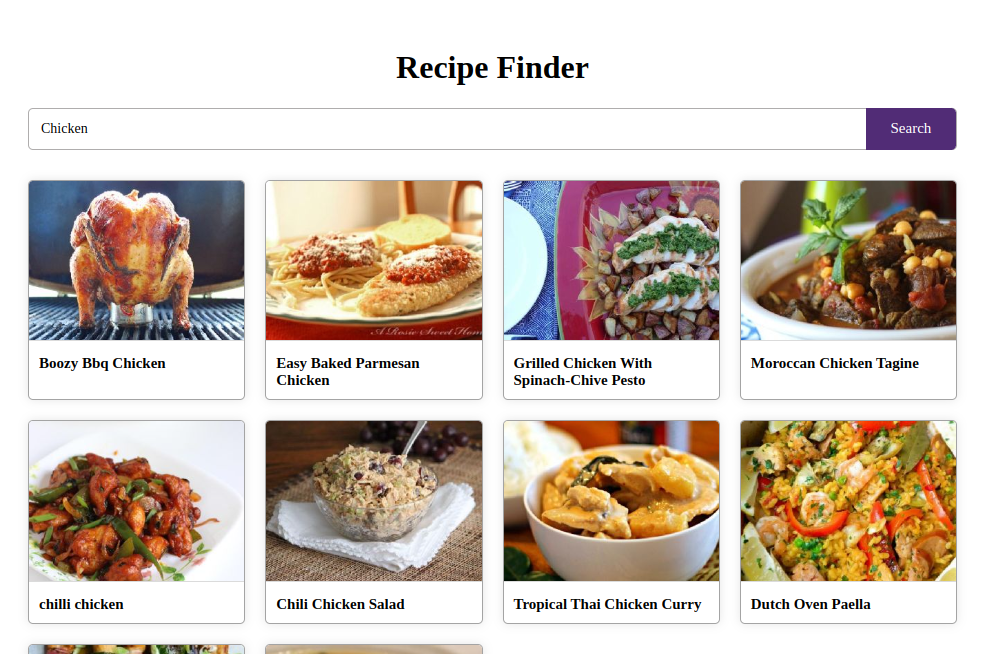 Recipe Finder
Chicken
Search
A Rosie Sweet Hom
Boozy Bbq Chicken
Easy Baked Parmesan
Chicken
Grilled Chicken With
Spinach-Chive Pesto
Moroccan Chicken Tagine
chilli chicken
Chili Chicken Salad
Tropical Thai Chicken Curry
Dutch Oven Paella